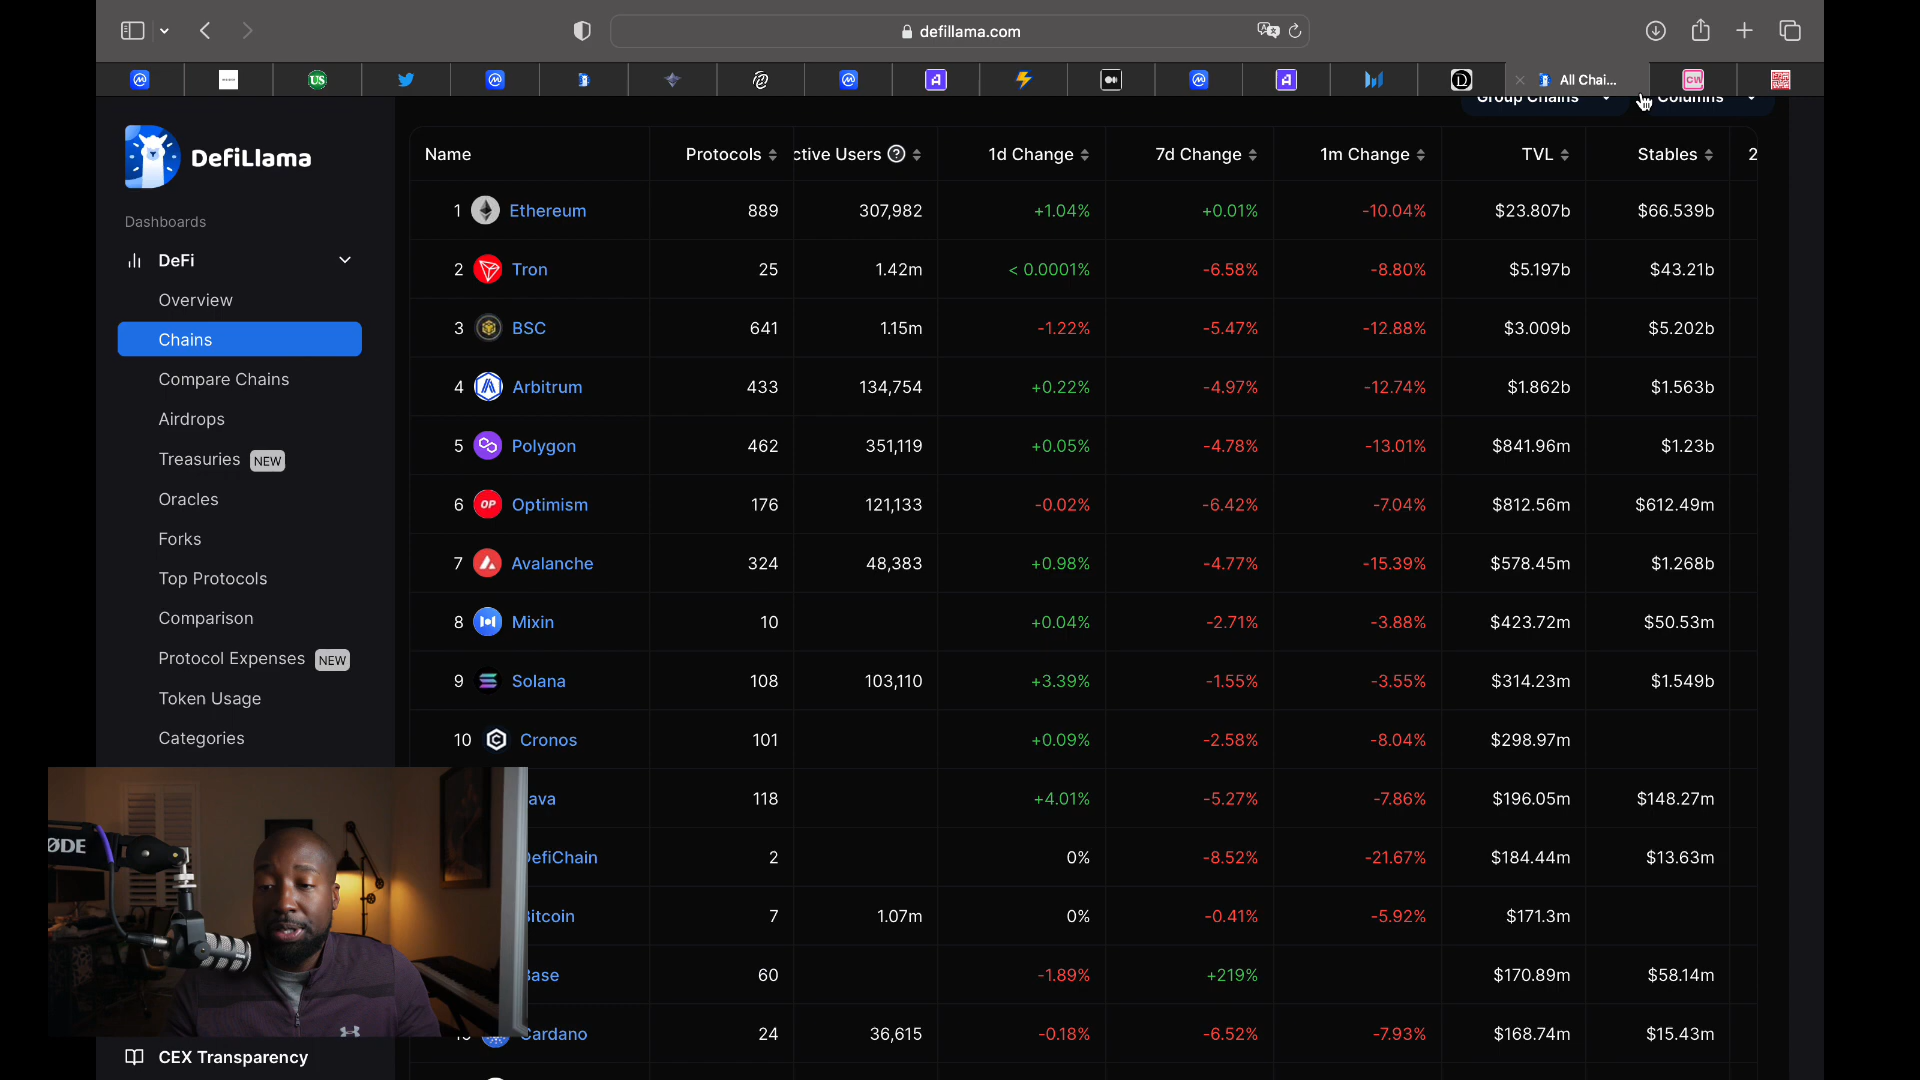 defillama.com
US
CW
All Chai...
Group Chains
Columns
DefiLlama
Dashboards
DeFi
Overview
Chains
Compare Chains
Airdrops
Treasuries NEW
Oracles
Forks
Top Protocols
Comparison
Protocol Expenses NEW
Token Usage
Categories
CEX Transparency
Name Protocols ctive Users ? 1d Change 7d Change 1m Change TVL Stables 2
1 Ethereum 889 307,982 +1.04% +0.01% -10.04% $23.807b $66.539b
2 Tron 25 1.42m < 0.0001% -6.58% -8.80% $5.197b $43.21b
3 BSC 641 1.15m -1.22% -5.47% -12.88% $3.009b $5.202b
4 Arbitrum 433 134,754 +0.22% -4.97% -12.74% $1.862b $1.563b
5 Polygon 462 351,119 +0.05% -4.78% -13.01% $841.96m $1.23b
6 OP Optimism 176 121,133 -0.02% -6.42% -7.04% $812.56m $612.49m
7 Avalanche 324 48,383 +0.98% -4.77% -15.39% $578.45m $1.268b
8 Mixin 10 +0.04% -2.71% -3.88% $423.72m $50.53m
9 Solana 108 103,110 +3.39% -1.55% -3.55% $314.23m $1.549b
10 Cronos 101 +0.09% -2.58% -8.04% $298.97m
ava 118 +4.01% -5.27% -7.86% $196.05m $148.27m
DefiChain 2 0% -8.52% -21.67% $184.44m $13.63m
Bitcoin 7 1.07m 0% -0.41% -5.92% $171.3m
Base 60 -1.89% +219% $170.89m $58.14m
Cardano 24 36,615 -0.18% -6.52% -7.93% $168.74m $15.43m
RØDE